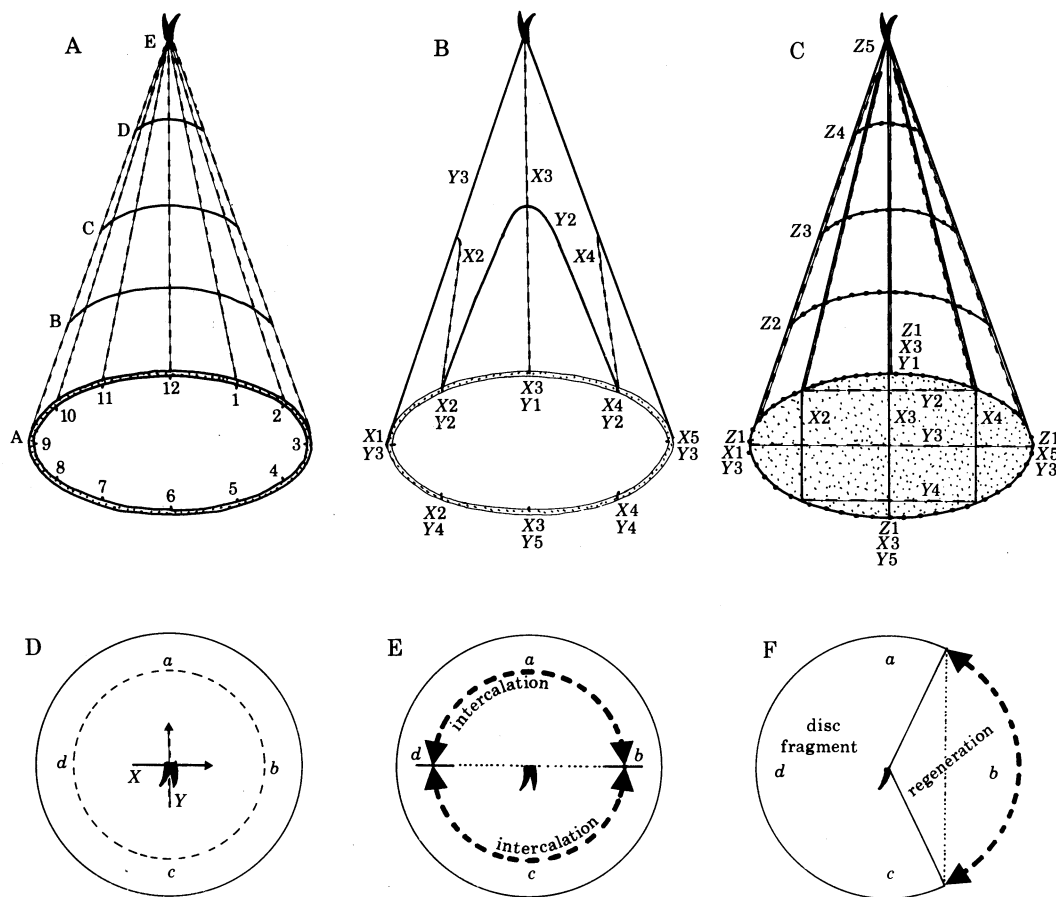 A
E
D
C
B
A
12
11
1
10
2
9
3
8
4
7
5
6
B
Y3
X3
Y2
X2
X4
X3
Y1
X2
Y2
X4
Y2
X1
Y3
X5
Y3
X2
Y4
X3
Y5
X4
Y4
C
Z5
Z4
Z3
Z2
Z1
X3
Y1
Y2
X2
X3
X4
Y3
Z1
X1
Y3
Z1
X5
Y3
Y4
Z1
X3
Y5
D
a
d
b
X
Y
c
E
a
intercalation
d
b
intercalation
c
F
a
disc
fragment
d
regeneration
b
c